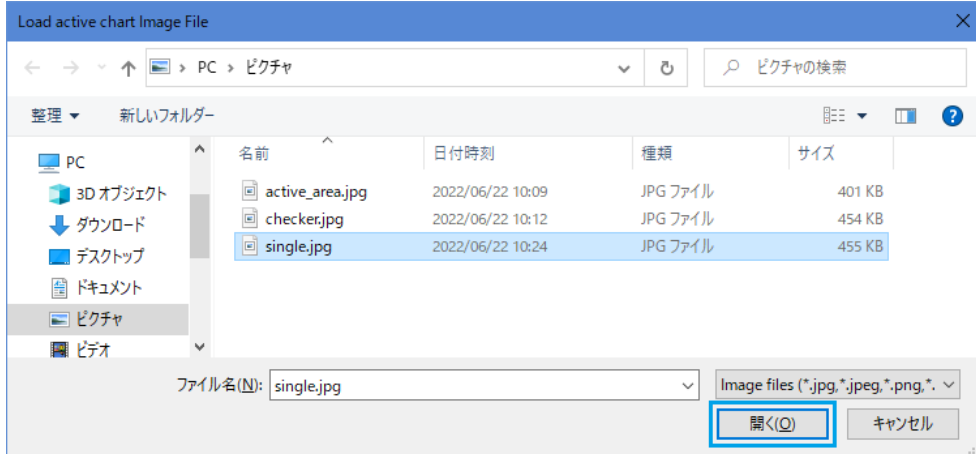 Load active chart Image File
PC › ピクチャ
ピクチャの検索
整理
新しいフォルダー
PC
3D オブジェクト
ダウンロード
デスクトップ
ドキュメント
ピクチャ
ビデオ
名前 日付時刻 種類 サイズ
active_area.jpg 2022/06/22 10:09 JPG ファイル 401 KB
checker.jpg 2022/06/22 10:12 JPG ファイル 454 KB
single.jpg 2022/06/22 10:24 JPG ファイル 455 KB
ファイル名(N): single.jpg
Image files (*.jpg,*.jpeg,*.png,*.
開く(O)
キャンセル